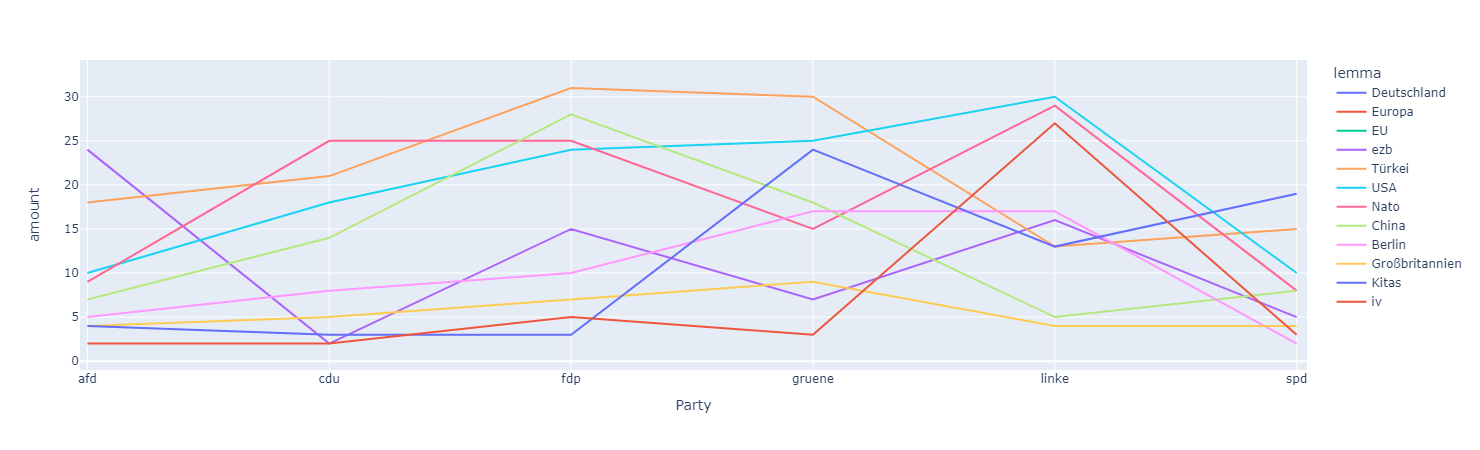 lemma
Deutschland
Europa
EU
ezb
Türkei
USA
Nato
China
Berlin
Großbritannien
Kitas
iv
amount
30
25
20
15
10
5
0
afd cdu fdp gruene linke spd
Party